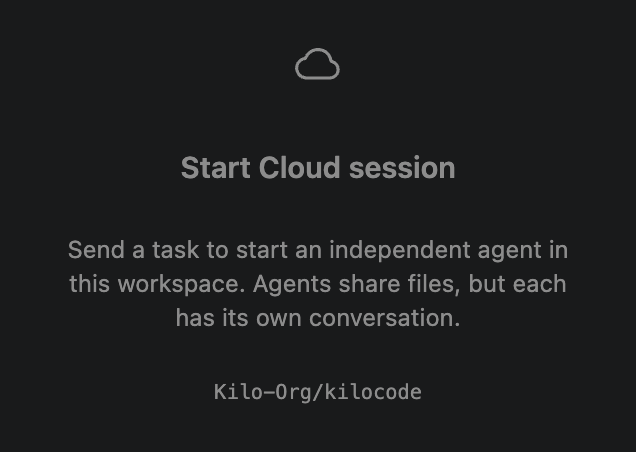 Start Cloud session
Send a task to start an independent agent in
this workspace. Agents share files, but each
has its own conversation.
Kilo-Org/kilocode